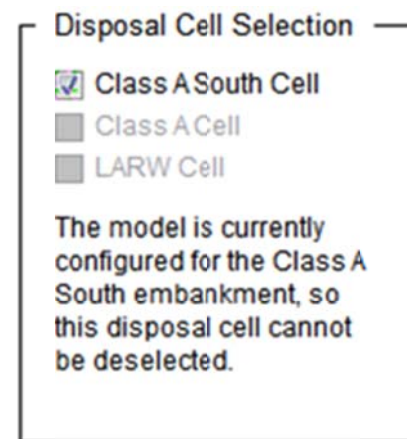 Disposal Cell Selection
Class A South Cell
Class A Cell
LARW Cell
The model is currently
configured for the Class A
South embankment, so
this disposal cell cannot
be deselected.